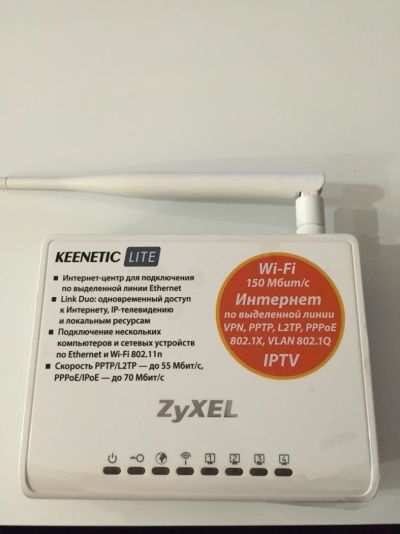 KEENETIC LITE
▪ Интернет-центр для подключения
по выделенной линии Ethernet
▪ Link Duo: одновременный доступ
к Интернету, IP-телевидению
и локальным ресурсам
▪ Подключение нескольких
компьютеров и сетевых устройств
по Ethernet и Wi-Fi 802.11n
▪ Скорость PPTP/L2TP — до 55 Мбит/с,
PPPoE/IPoE — до 70 Мбит/с
Wi-Fi
150 Мбит/с
Интернет
по выделенной линии
VPN, PPTP, L2TP, PPPoE
802.1X, VLAN 802.1Q
IPTV
ZyXEL
1 2 3 4